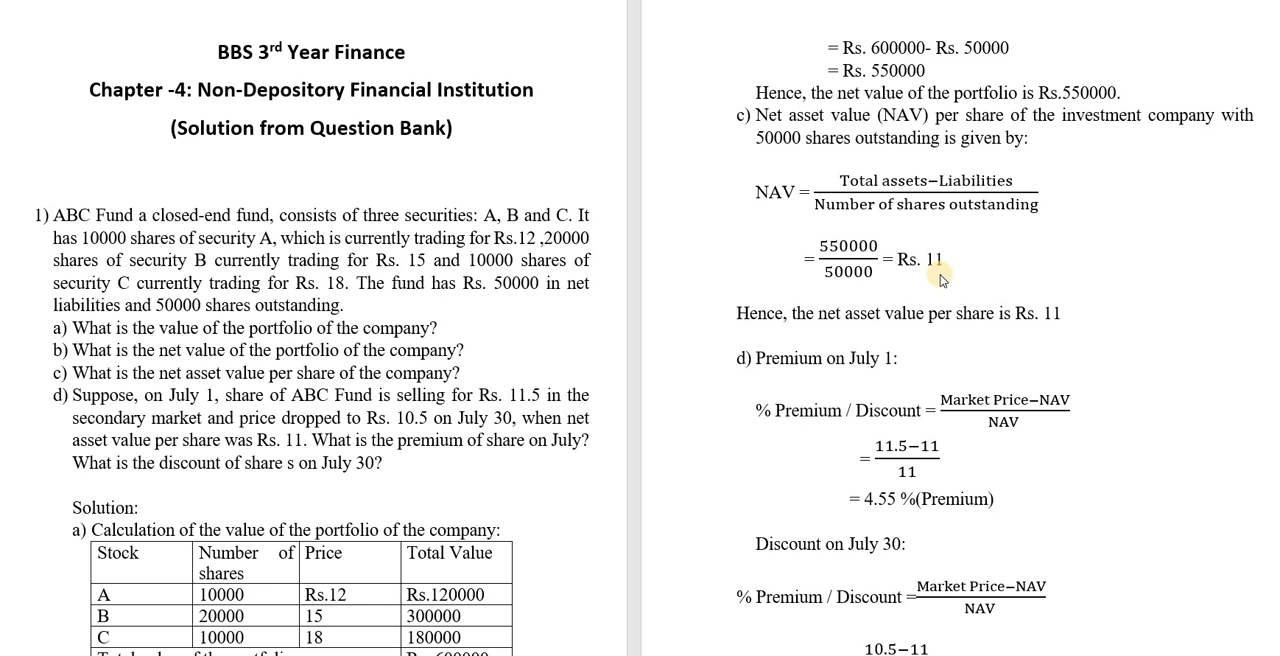 BBS 3rd Year Finance
Chapter -4: Non-Depository Financial Institution
(Solution from Question Bank)
1) ABC Fund a closed-end fund, consists of three securities: A, B and C. It
has 10000 shares of security A, which is currently trading for Rs.12 ,20000
shares of security B currently trading for Rs. 15 and 10000 shares of
security C currently trading for Rs. 18. The fund has Rs. 50000 in net
liabilities and 50000 shares outstanding.
a) What is the value of the portfolio of the company?
b) What is the net value of the portfolio of the company?
c) What is the net asset value per share of the company?
d) Suppose, on July 1, share of ABC Fund is selling for Rs. 11.5 in the
secondary market and price dropped to Rs. 10.5 on July 30, when net
asset value per share was Rs. 11. What is the premium of share on July?
What is the discount of share s on July 30?
Solution:
a) Calculation of the value of the portfolio of the company:
Stock Number of Price Total Value
shares
A 10000 Rs.12 Rs.120000
B 20000 15 300000
C 10000 18 180000
= Rs. 600000- Rs. 50000
= Rs. 550000
Hence, the net value of the portfolio is Rs.550000.
c) Net asset value (NAV) per share of the investment company with
50000 shares outstanding is given by:
NAV = Total assets−Liabilities
Number of shares outstanding
= 550000
50000 = Rs. 11
Hence, the net asset value per share is Rs. 11
d) Premium on July 1:
% Premium / Discount = Market Price−NAV
NAV
= 11.5−11
11
= 4.55 %(Premium)
Discount on July 30:
% Premium / Discount = Market Price−NAV
NAV
10.5−11